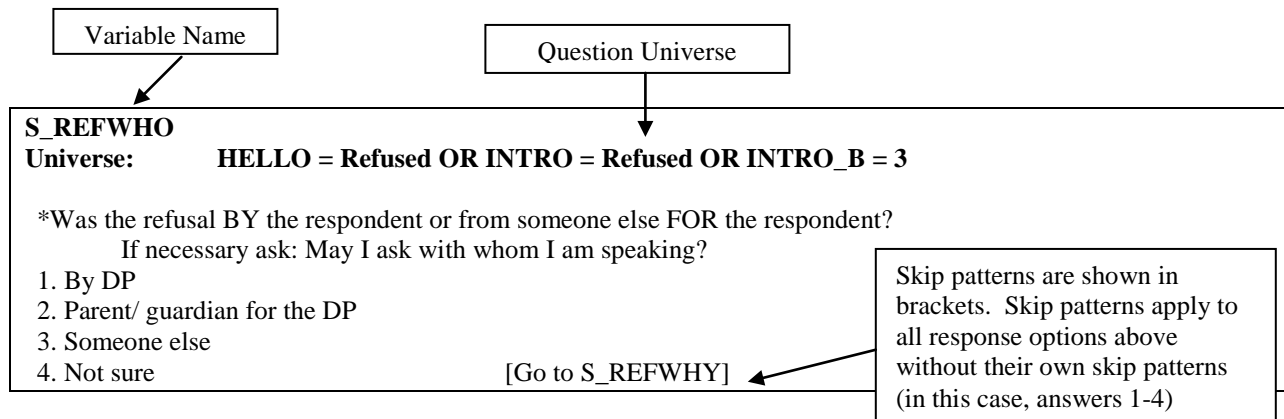 Variable Name
Question Universe
S_REFWHO
Universe: HELLO = Refused OR INTRO = Refused OR INTRO_B = 3
*Was the refusal BY the respondent or from someone else FOR the respondent?
If necessary ask: May I ask with whom I am speaking?
1. By DP
2. Parent/ guardian for the DP
3. Someone else
4. Not sure [Go to S_REFWHY]
Skip patterns are shown in
brackets. Skip patterns apply to
all response options above
without their own skip patterns
(in this case, answers 1-4)